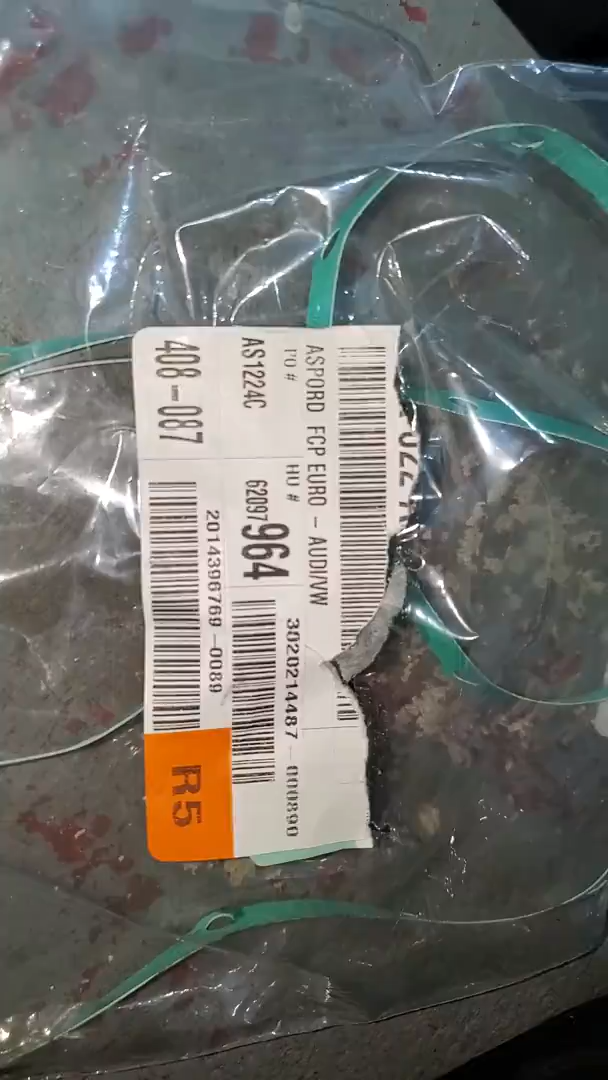 ASPORD FCP EURO - AUDI/VW
PO #
HU #
3020214487-000890
AS1224C
62097964
2014396769-0089
408-087
R5